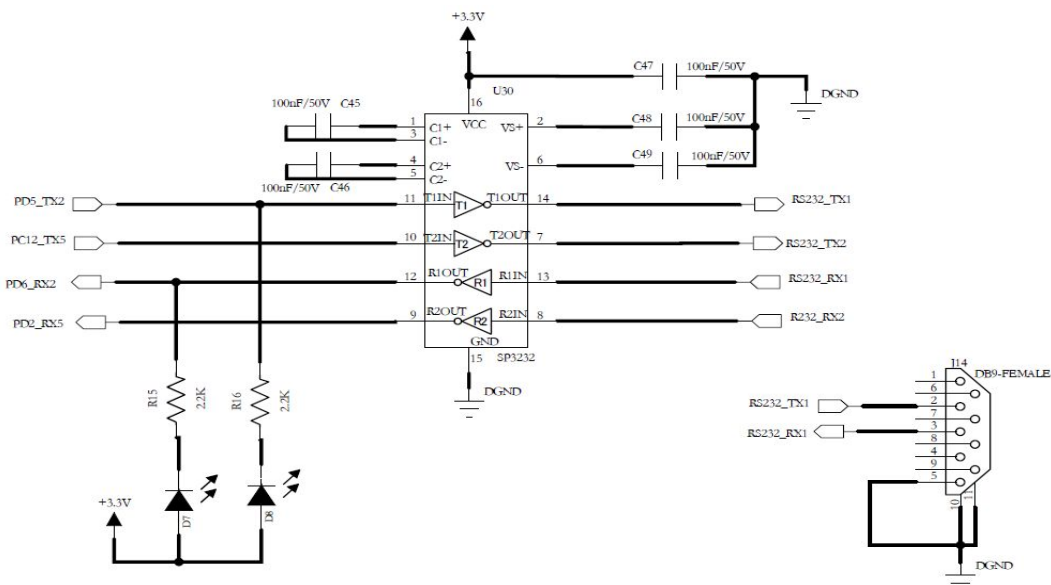 +3.3V
C47 100nF/50V
DGND
U30
16
VCC
100nF/50V C45
1 C1+ VS+ 2 C48 100nF/50V
3 C1-
4 C2+ VS- 6 C49 100nF/50V
5 C2-
100nF/50V C46
PD5_TX2 11 T1IN T1 T1OUT 14 RS232_TX1
PC12_TX5 10 T2IN T2 T2OUT 7 RS232_TX2
PD6_RX2 12 R1OUT R1 R1IN 13 RS232_RX1
PD2_RX5 9 R2OUT R2 R2IN 8 R232_RX2
GND
15 SP3232
DGND
R15 2.2K R16 2.2K
+3.3V
D7 D8
J14
DB9-FEMALE
1
6
RS232_TX1 2
7
RS232_RX1 3
8
4
9
5
10 11
DGND